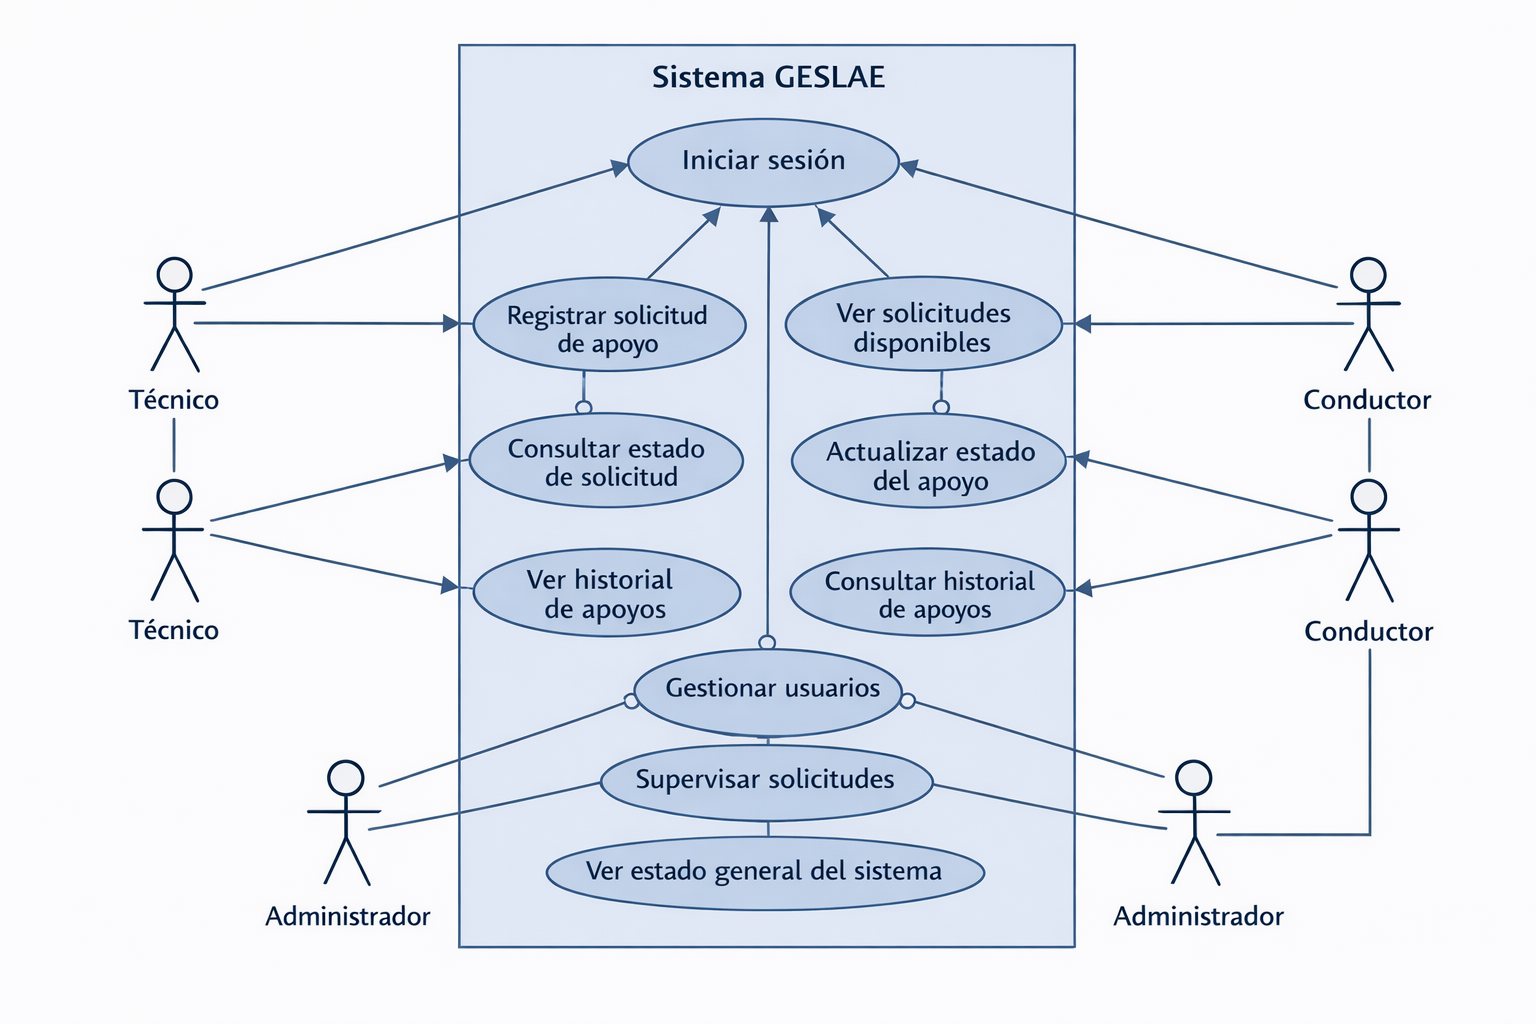 Sistema GESLAE
Iniciar sesión
Registrar solicitud
de apoyo
Ver solicitudes
disponibles
Técnico
Conductor
Consultar estado
de solicitud
Actualizar estado
del apoyo
Ver historial
de apoyos
Consultar historial
de apoyos
Técnico
Conductor
Gestionar usuarios
Supervisar solicitudes
Ver estado general del sistema
Administrador
Administrador